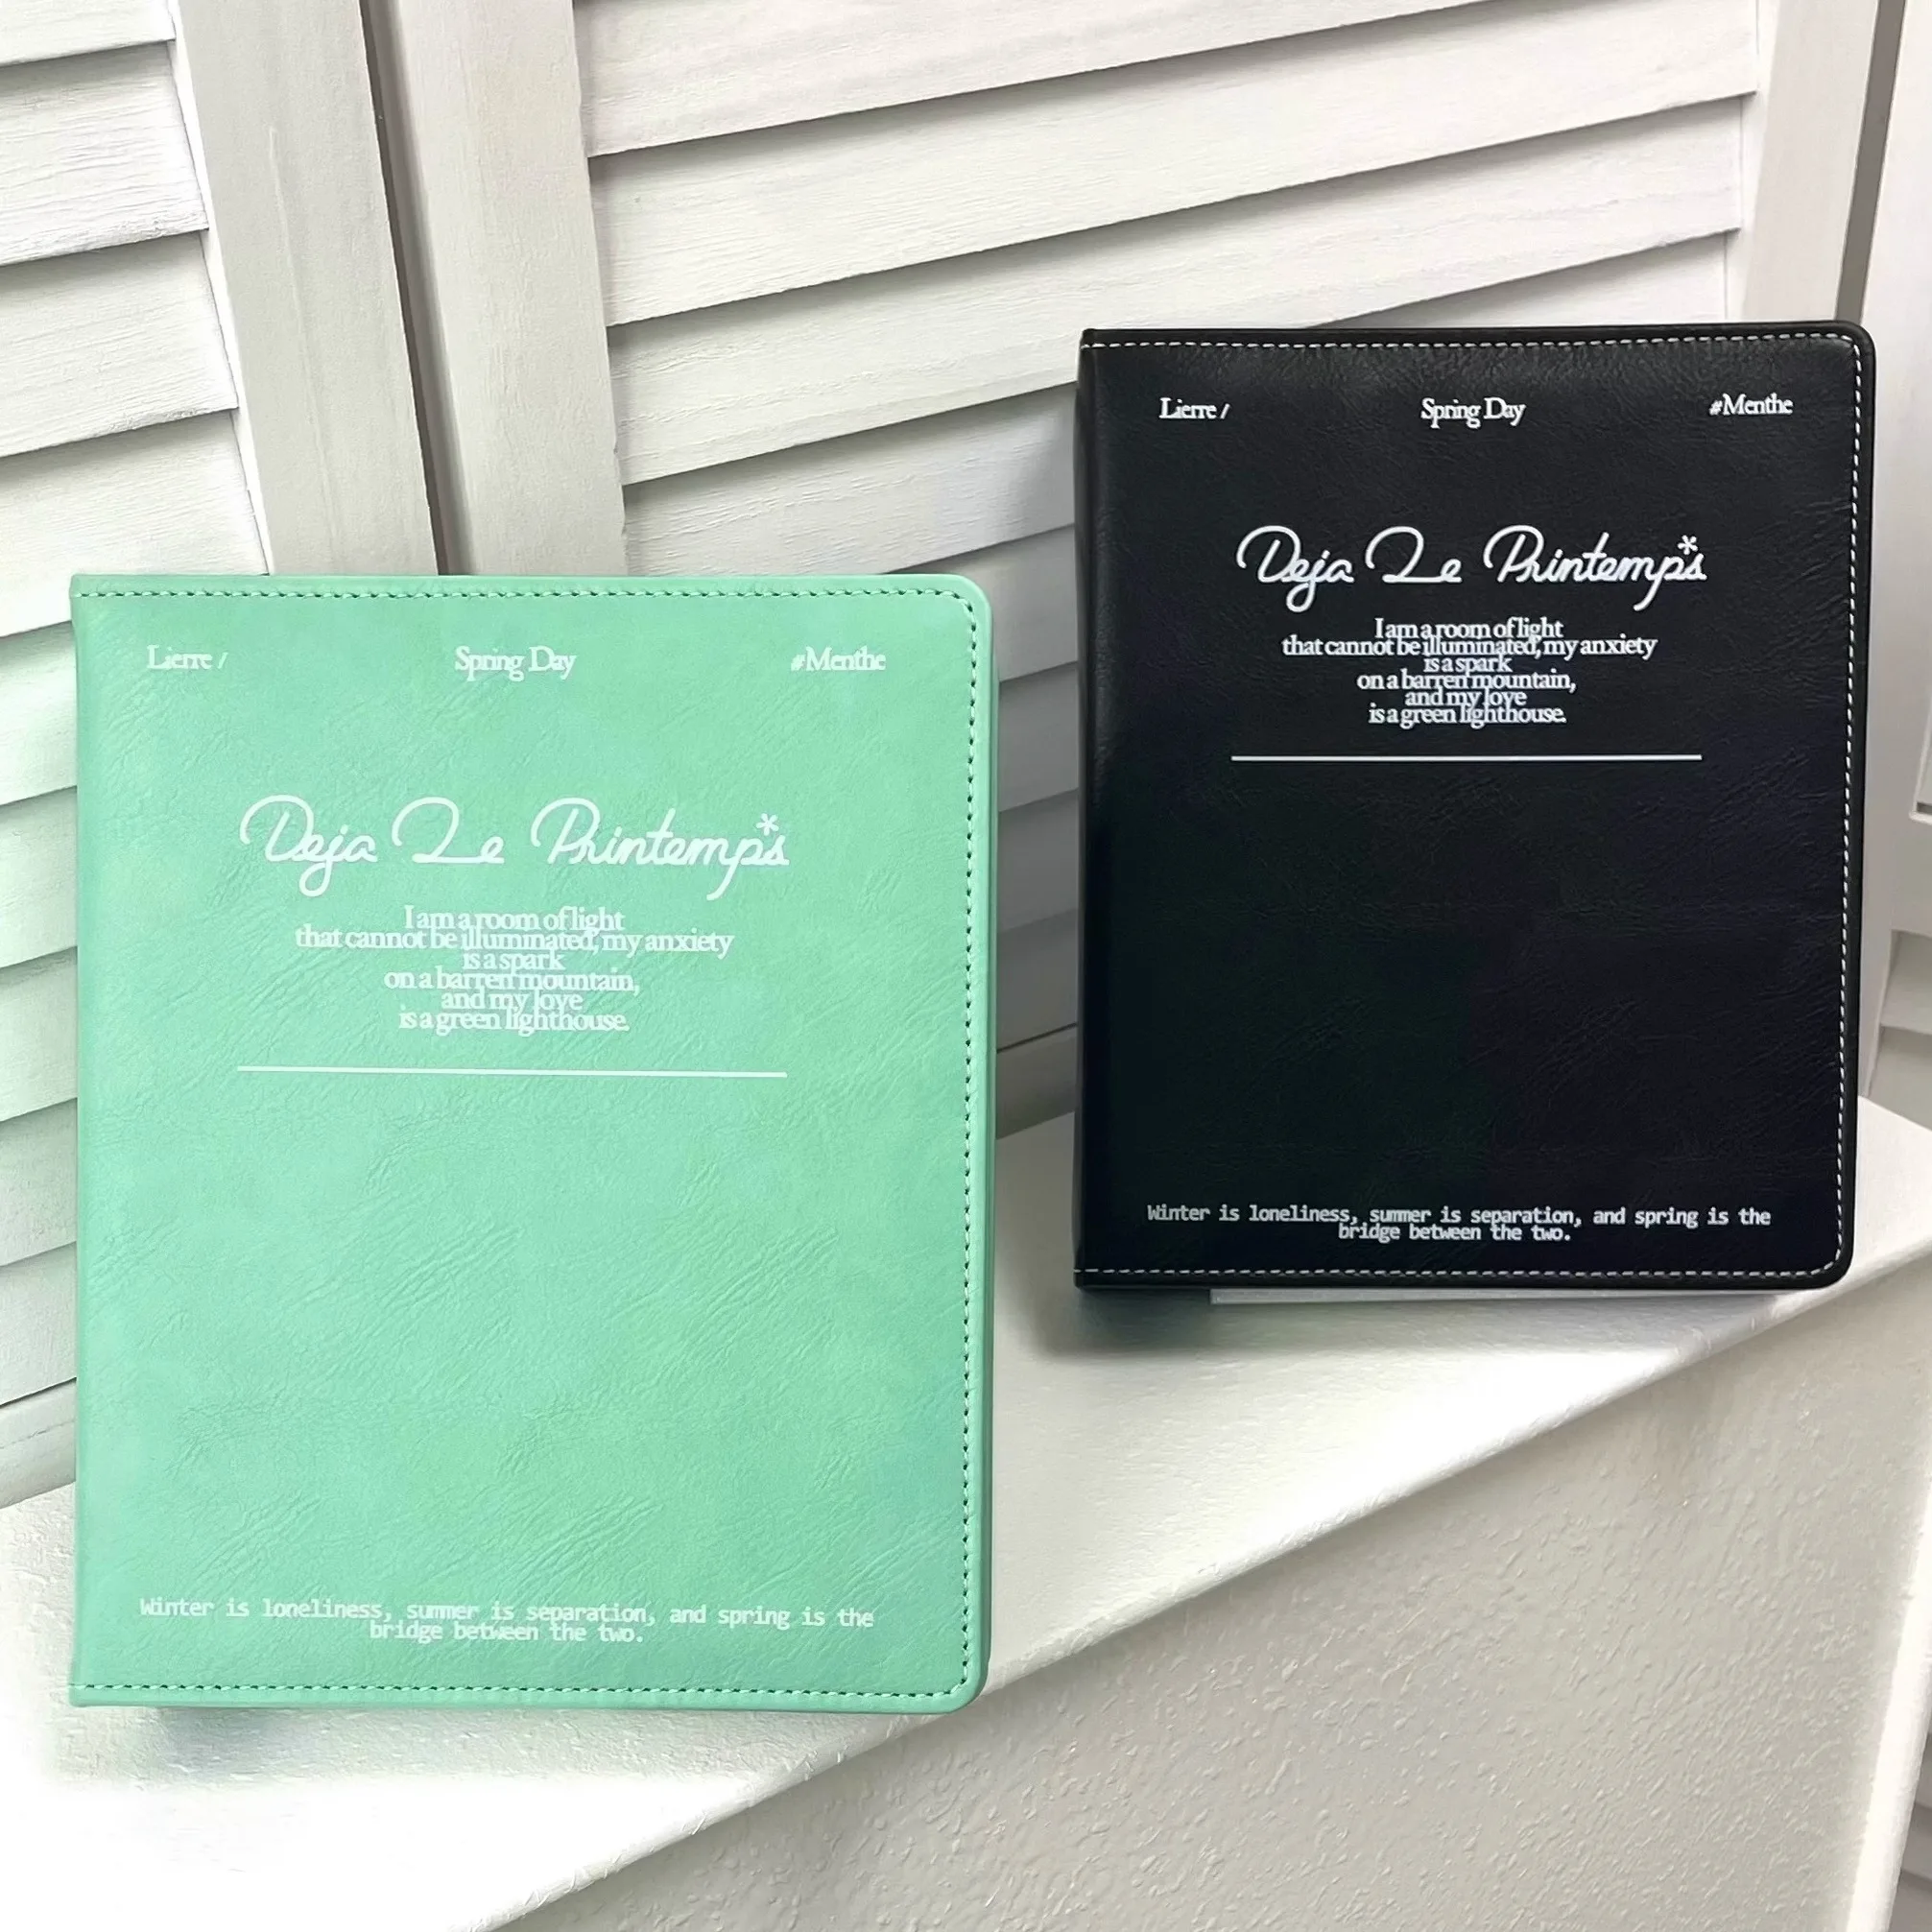 Lierre / Spring Day #Menthe
Deja Le Printemps*
I am a room of light
that cannot be illuminated, my anxiety
is a spark
on a barren mountain,
and my love
is a green lighthouse.
Winter is loneliness, summer is separation, and spring is the
bridge between the two.
Lierre / Spring Day #Menthe
Deja Le Printemps*
I am a room of light
that cannot be illuminated, my anxiety
is a spark
on a barren mountain,
and my love
is a green lighthouse.
Winter is loneliness, summer is separation, and spring is the
bridge between the two.